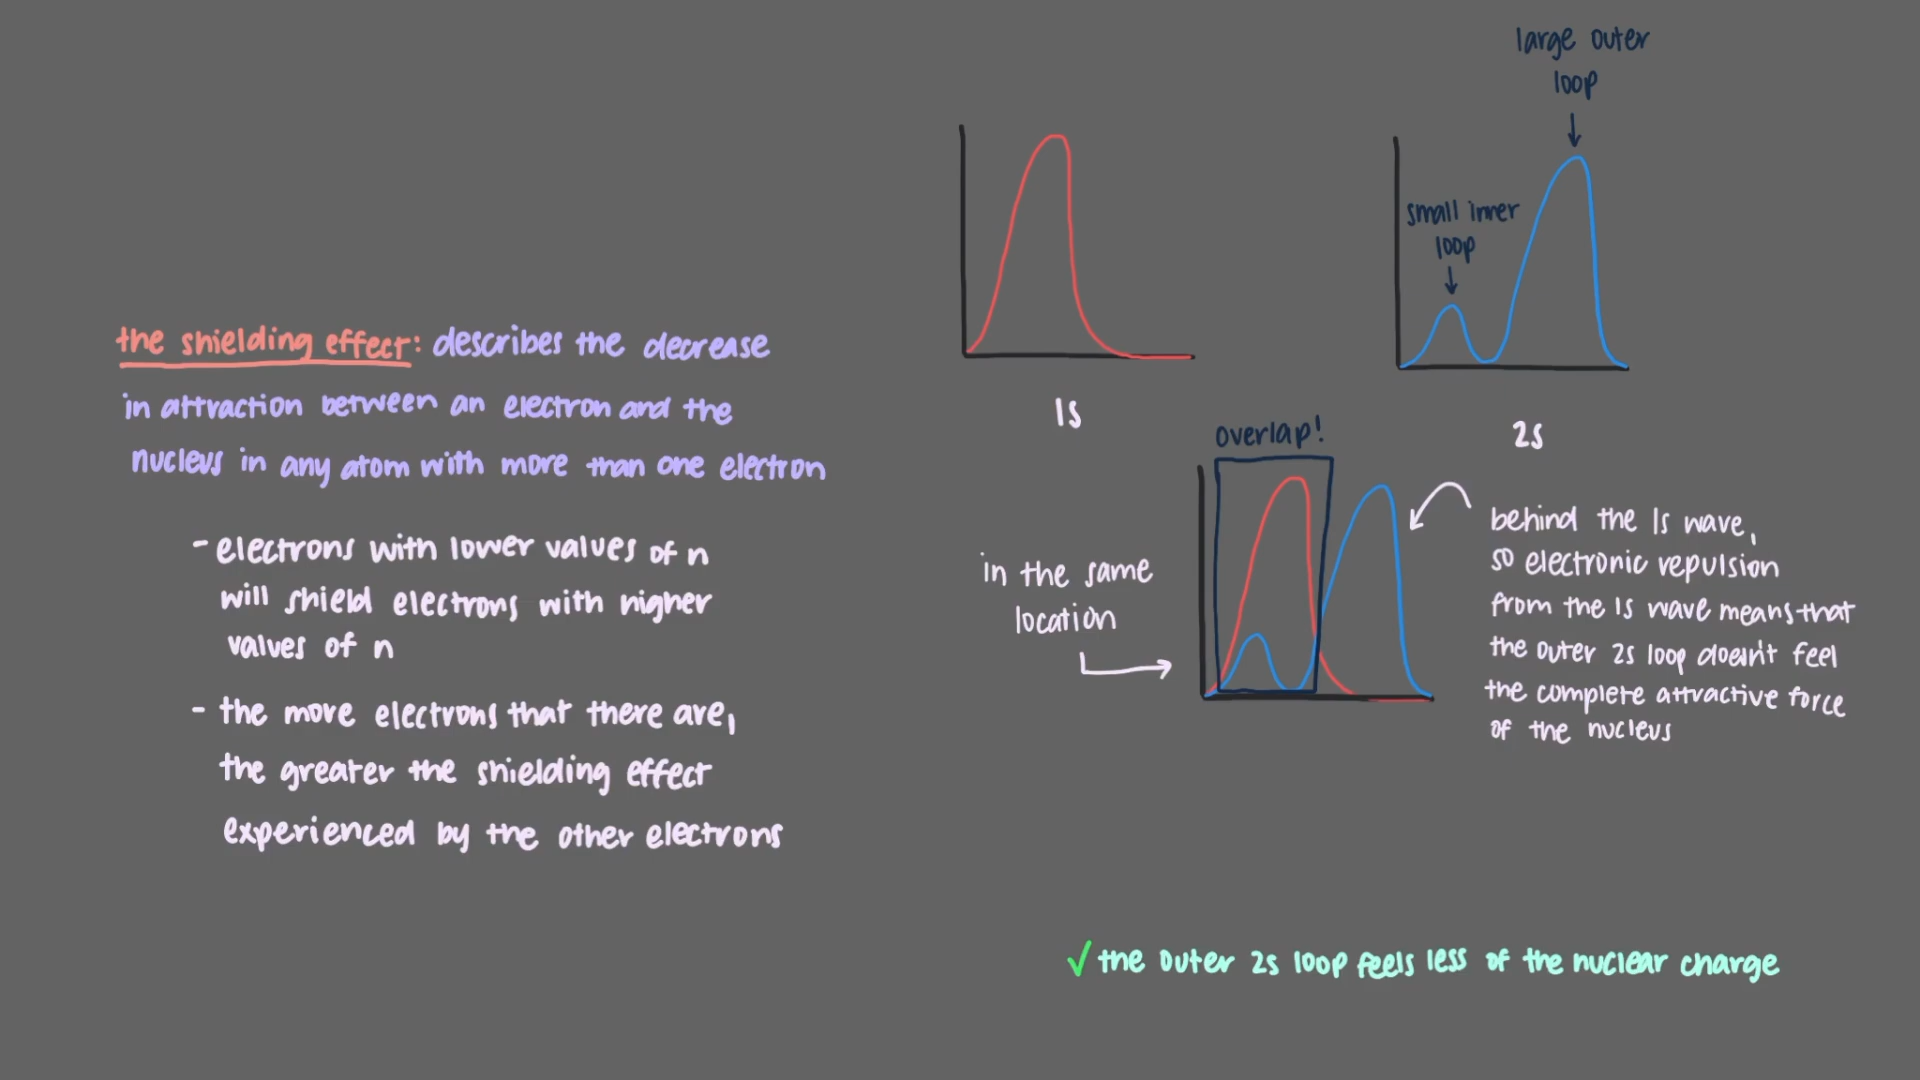 the shielding effect: describes the decrease
in attraction between an electron and the
nucleus in any atom with more than one electron
- electrons with lower values of n
will shield electrons with higher
values of n
- the more electrons that there are,
the greater the shielding effect
experienced by the other electrons
1s
large outer
loop
small inner
loop
2s
overlap!
in the same
location
behind the 1s wave,
so electronic repulsion
from the 1s wave means that
the outer 2s loop doesn't feel
the complete attractive force
of the nucleus
✓ the outer 2s loop feels less of the nuclear charge